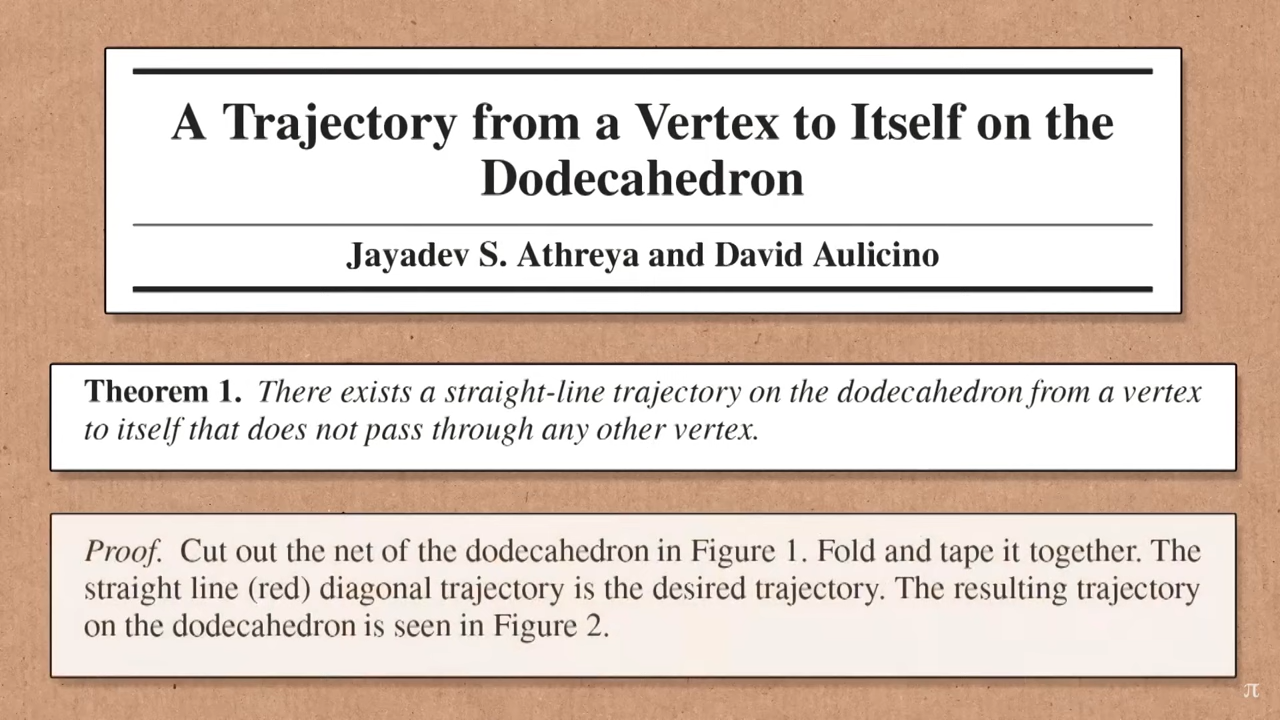 A Trajectory from a Vertex to Itself on the
Dodecahedron
Jayadev S. Athreya and David Aulicino
Theorem 1. There exists a straight-line trajectory on the dodecahedron from a vertex
to itself that does not pass through any other vertex.
Proof. Cut out the net of the dodecahedron in Figure 1. Fold and tape it together. The
straight line (red) diagonal trajectory is the desired trajectory. The resulting trajectory
on the dodecahedron is seen in Figure 2.
π